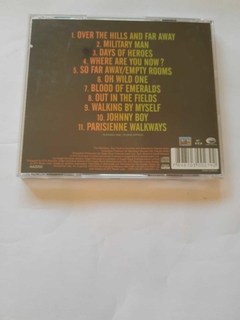 1. OVER THE HILLS AND FAR AWAY
2. MILITARY MAN
3. DAYS OF HEROES
4. WHERE ARE YOU NOW?
5. SO FAR AWAY/EMPTY ROOMS
6. OH WILD ONE
7. BLOOD OF EMERALDS
8. OUT IN THE FIELDS
9. WALKING BY MYSELF
10. JOHNNY BOY
11. PARISIENNE WALKWAYS